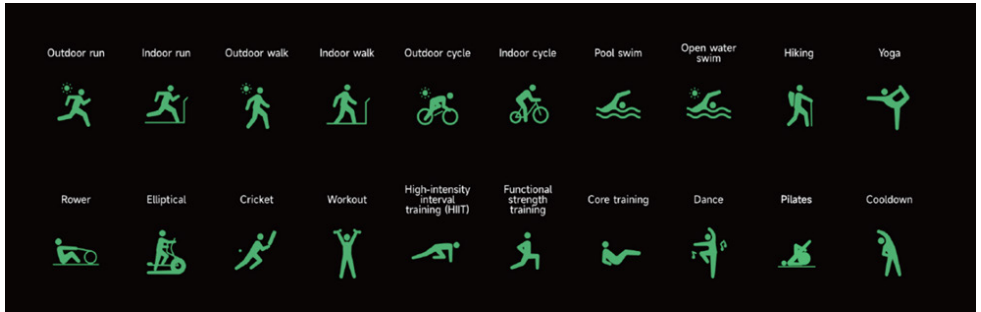 Outdoor run
Indoor run
Outdoor walk
Indoor walk
Outdoor cycle
Indoor cycle
Pool swim
Open water
swim
Hiking
Yoga
Rower
Elliptical
Cricket
Workout
High-intensity
interval
training (HIIT)
Functional
strength
training
Core training
Dance
Pilates
Cooldown